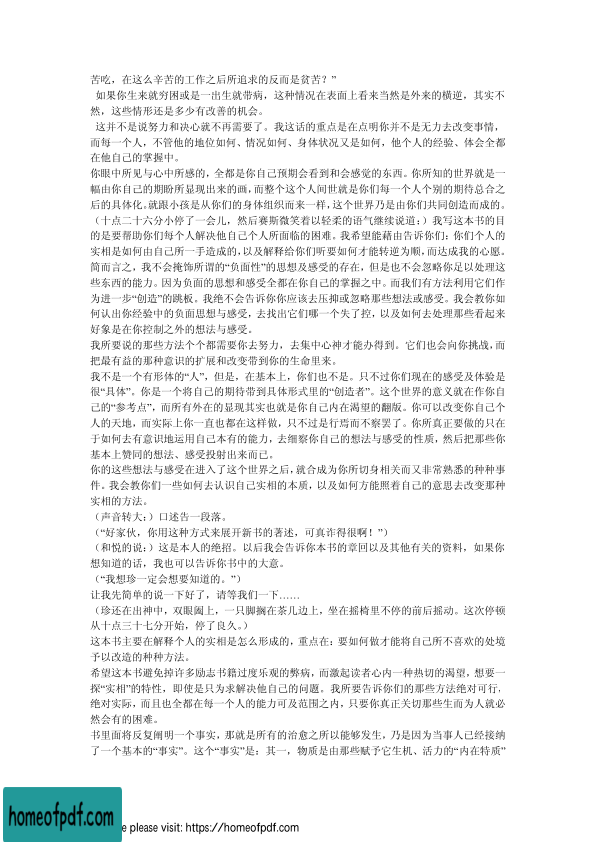 苦吃，在这么辛苦的工作之后所追求的反而是贫苦？”
如果你生来就穷困或是一出生就带病，这种情况在表面上看来当然是外来的横逆，其实不
然，这些情形还是多少有改善的机会。
这并不是说努力和决心就不再需要了。我这话的重点是在点明你并不是无力去改变事情，
而每一个人，不管他的地位如何、情况如何、身体状况又是如何，他个人的经验、体会全都
在他自己的掌握中。
你眼中所见与心中所感的，全都是你自己预期会看到和会感觉的东西。你所知的世界就是一
幅由你自己的期盼所显现出来的画，而整个这个人间世就是你们每一个人个别的期待总合之
后的具体化。就跟小孩是从你们的身体组织而来一样，这个世界乃是由你们共同创造而成的。
（十点二十六分小停了一会儿，然后赛斯微笑着以轻柔的语气继续说道：）我写这本书的目
的是要帮助你们每个人解决他自己个人所面临的困难。我希望能藉由告诉你们：你们个人的
实相是如何由自己所一手造成的，以及解释给你们听要如何才能转逆为顺，而达成我的心愿。
简而言之，我不会掩饰所谓的“负面性”的思想及感受的存在，但是也不会忽略你足以处理这
些东西的能力。因为负面的思想和感受全都在你自己的掌握之中。而我们有方法利用它们作
为进一步“创造”的跳板。我绝不会告诉你你应该去压抑或忽略那些想法或感受。我会教你如
何认出你经验中的负面思想与感受，去找出它们哪一个失了控，以及如何去处理那些看起来
好象是在你控制之外的想法与感受。
我所要说的那些方法个个都需要你去努力，去集中心神才能办得到。它们也会向你挑战，而
把最有益的那种意识的扩展和改变带到你的生命里来。
我不是一个有形体的“人”，但是，在基本上，你们也不是。只不过你们现在的感受及体验是
很“具体”。你是一个将自己的期待带到具体形式里的“创造者”。这个世界的意义就在作你自
己的“参考点”，而所有外在的显现其实也就是你自己内在渴望的翻版。你可以改变你自己个
人的天地，而实际上你一直也都在这样做，只不过是行焉而不察罢了。你所真正要做的只在
于如何去有意识地运用自己本有的能力，去细察你自己的想法与感受的性质，然后把那些你
基本上赞同的想法、感受投射出来而已。
你的这些想法与感受在进入了这个世界之后，就合成为你所切身相关而又非常熟悉的种种事
件。我会教你们一些如何去认识自己实相的本质，以及如何方能照着自己的意思去改变那种
实相的方法。
（声音转大：）口述告一段落。
（“好家伙，你用这种方式来展开新书的著述，可真诈得很啊！”）
（和悦的说：）这是本人的绝招。以后我会告诉你本书的章回以及其他有关的资料，如果你
想知道的话，我也可以告诉你书中的大意。
（“我想珍一定会想要知道的。”）
让我先简单的说一下好了，请等我们一下……
（珍还在出神中，双眼阖上，一只脚搁在茶几边上，坐在摇椅里不停的前后摇动。这次停顿
从十点三十七分开始，停了良久。）
这本书主要在解释个人的实相是怎么形成的，重点在：要如何做才能将自己所不喜欢的处境
予以改造的种种方法。
希望这本书避免掉许多励志书籍过度乐观的弊病，而激起读者心内一种热切的渴望，想要一
探“实相”的特性，即使是只为求解决他自己的问题。我所要告诉你们的那些方法绝对可行，
绝对实际，而且也全都在每一个人的能力可及范围之内，只要你真正关切那些生而为人就必
然会有的困难。
书里面将反复阐明一个事实，那就是所有的治愈之所以能够发生，乃是因为当事人已经接纳
了一个基本的“事实”。这个“事实”是：其一，物质是由那些赋予它生机、活力的“内在特质”
homeofpdf.com
e please visit: https://homeofpdf.com